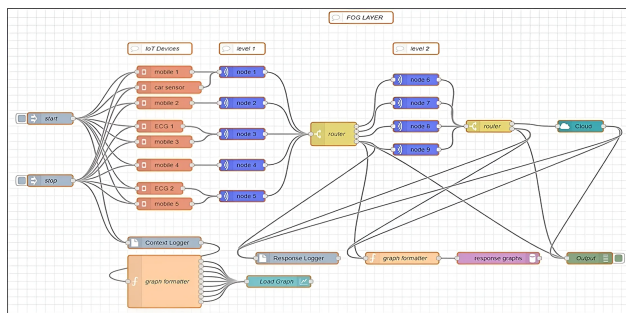 FOG LAYER
IoT Devices
level 1
level 2
mobile 1
node 1
car sensor
node 6
mobile 2
node 2
node 7
start
ECG 1
node 3
router
node 8
router
Cloud
mobile 3
node 9
mobile 4
node 4
stop
ECG 2
node 5
mobile 5
Context Logger
Response Logger
graph formatter
response graphs
Output
graph formatter
Load Graph